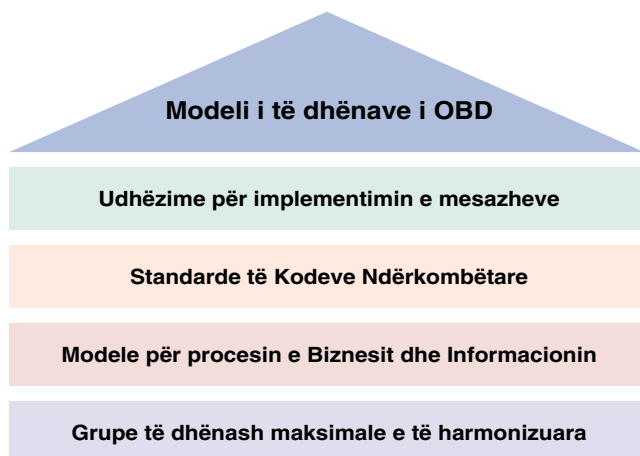 Modeli i të dhënave i OBD
Udhëzime për implementimin e mesazheve
Standarde të Kodeve Ndërkombëtare
Modele për procesin e Biznesit dhe Informacionin
Grupe të dhënash maksimale e të harmonizuara